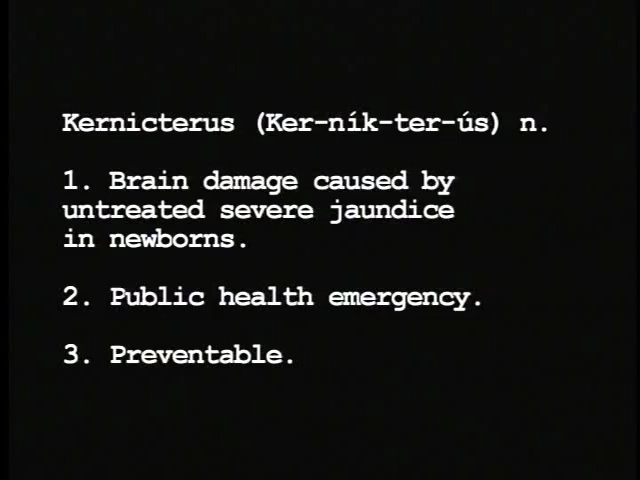 Kernicterus (Ker-ník-ter-ús) n.
1. Brain damage caused by
untreated severe jaundice
in newborns.
2. Public health emergency.
3. Preventable.